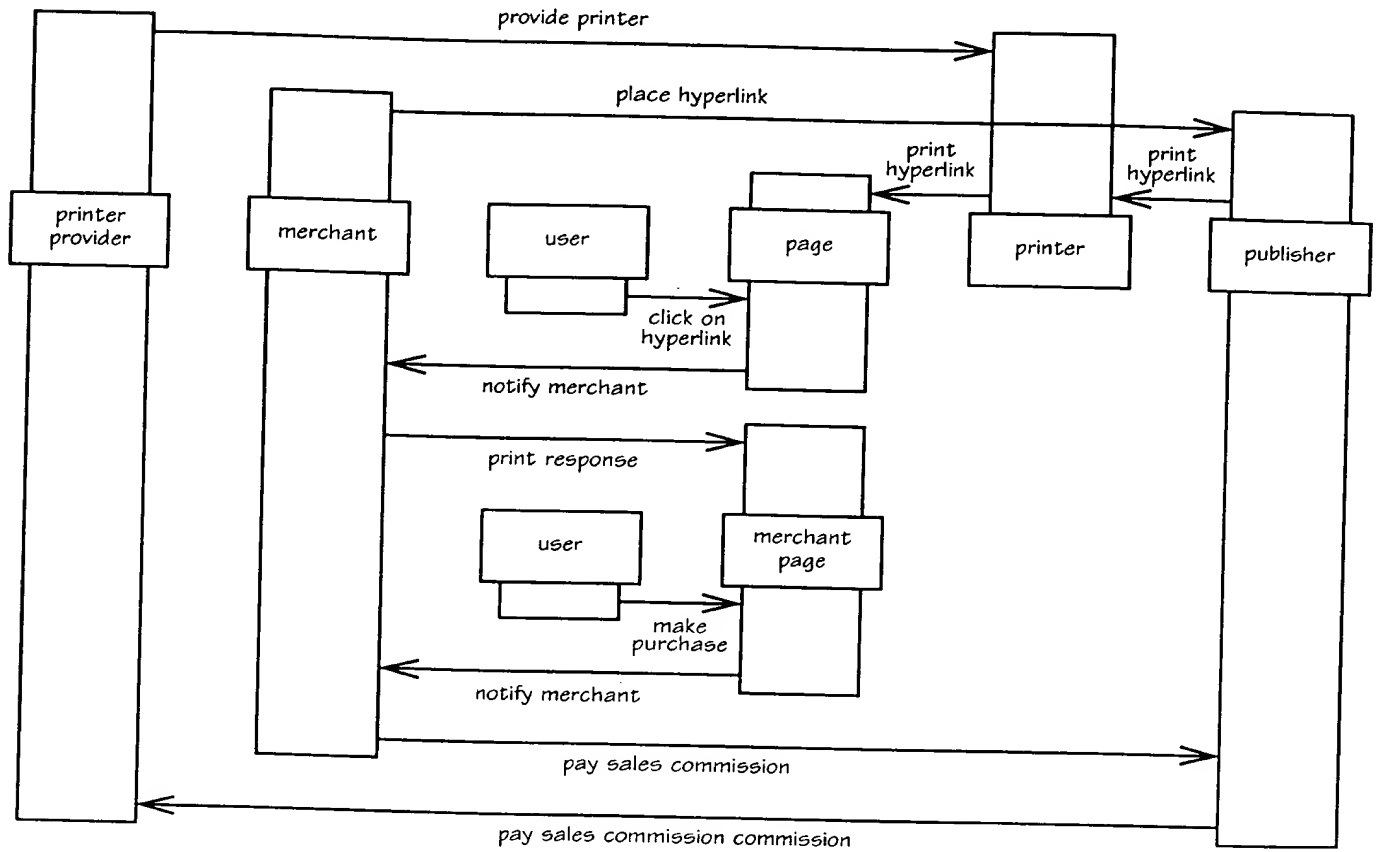 provide printer
place hyperlink
print
hyperlink
print
hyperlink
printer
provider
merchant
user
page
printer
publisher
click on
hyperlink
notify merchant
print response
user
merchant
page
make
purchase
notify merchant
pay sales commission
pay sales commission commission